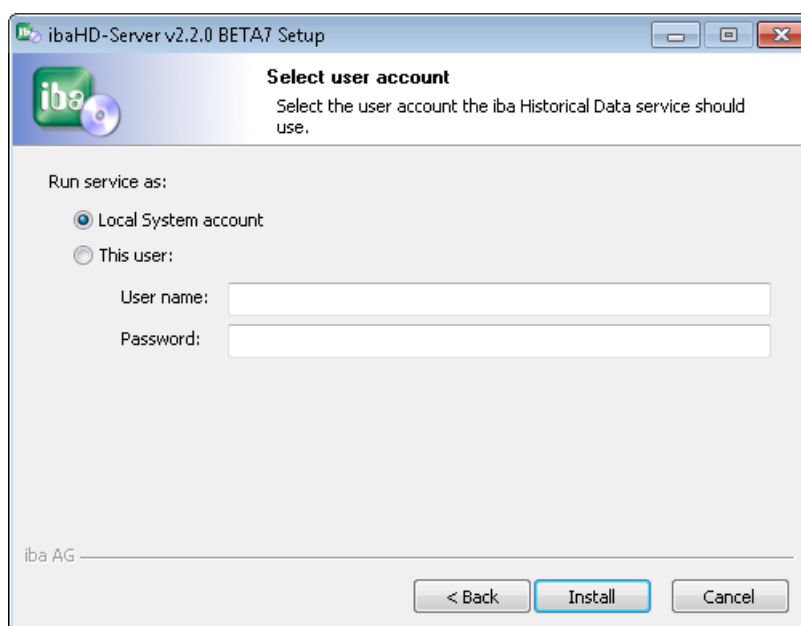 ibaHD-Server v2.2.0 BETA7 Setup
iba
Select user account
Select the user account the iba Historical Data service should
use.
Run service as:
Local System account
This user:
User name:
Password:
iba AG
< Back
Install
Cancel